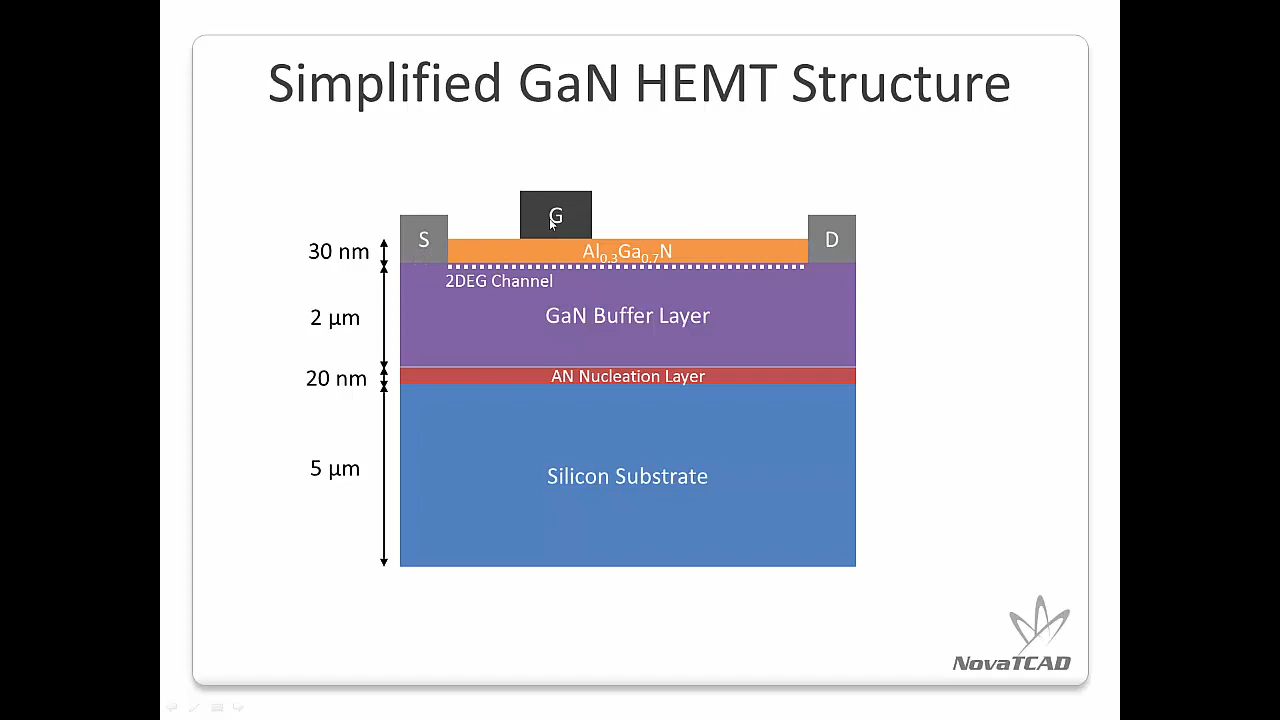 Simplified GaN HEMT Structure
G
S
D
30 nm
Al0.3Ga0.7N
2DEG Channel
2 µm
GaN Buffer Layer
20 nm
AN Nucleation Layer
5 µm
Silicon Substrate
NovaTCAD